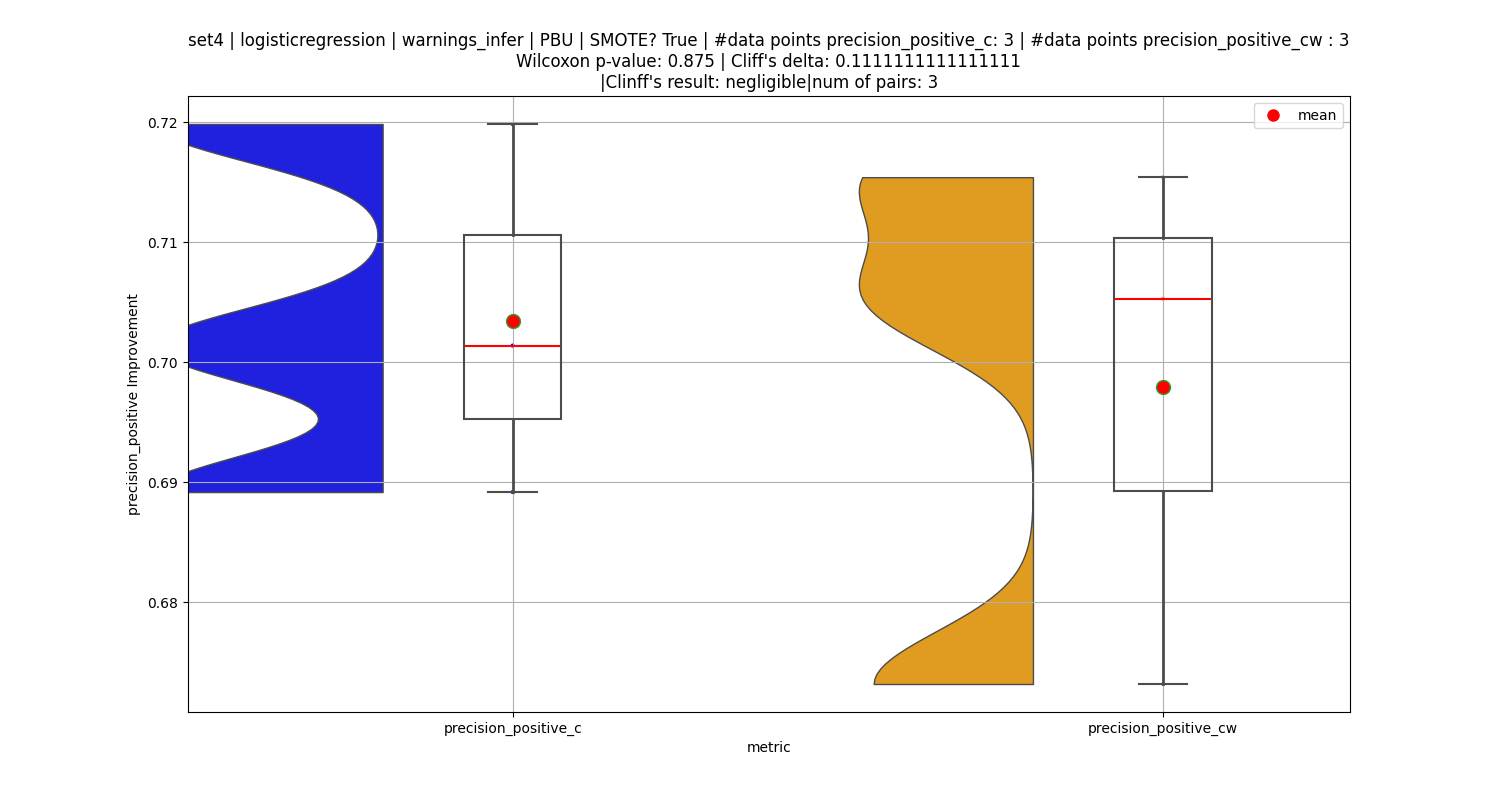 set4 | logisticregression | warnings_infer | PBU | SMOTE? True | #data points precision_positive_c: 3 | #data points precision_positive_cw : 3
Wilcoxon p-value: 0.875 | Cliff's delta: 0.1111111111111111
|Clinff's result: negligible|num of pairs: 3
mean
0.72
0.71
0.70
0.69
0.68
precision_positive Improvement
precision_positive_c
precision_positive_cw
metric